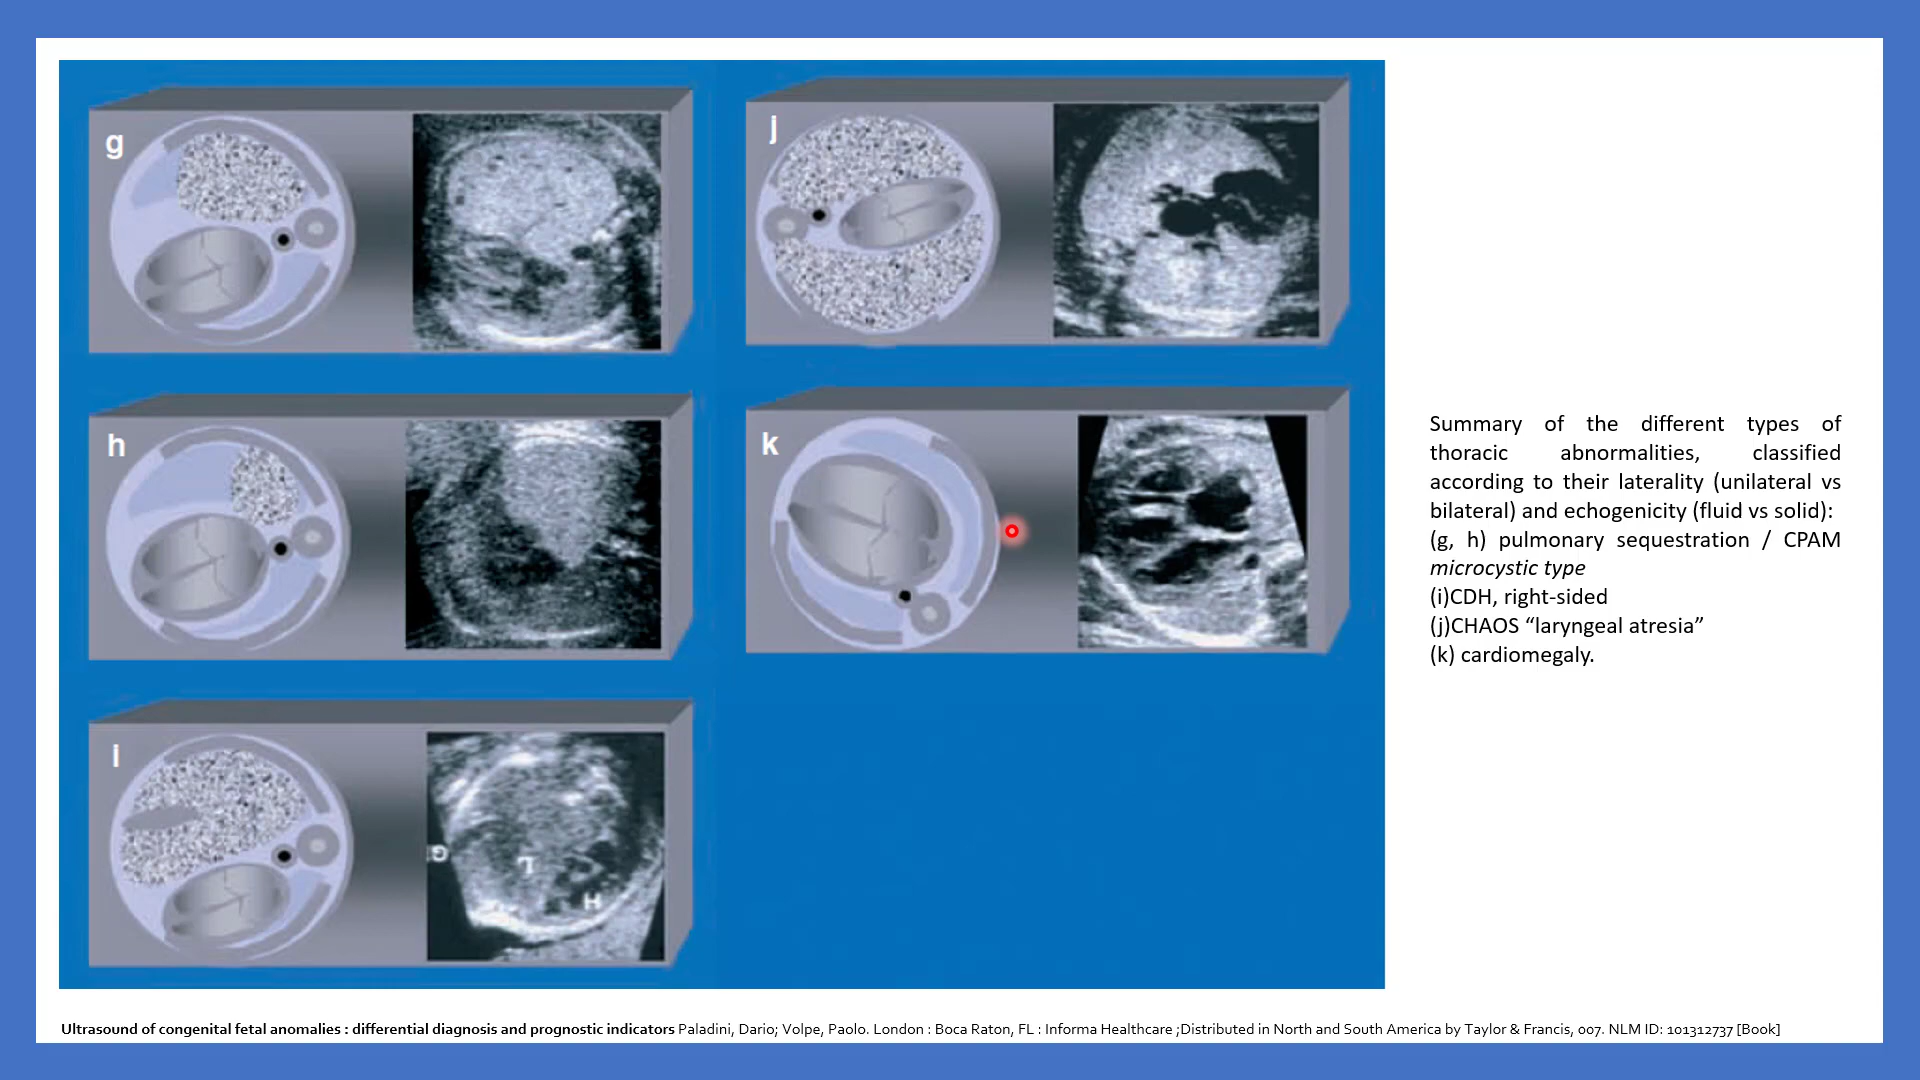 g
j
h
k
i
G
L
H
Summary of the different types of
thoracic abnormalities, classified
according to their laterality (unilateral vs
bilateral) and echogenicity (fluid vs solid):
(g, h) pulmonary sequestration / CPAM
microcystic type
(i)CDH, right-sided
(j)CHAOS “laryngeal atresia”
(k) cardiomegaly.
Ultrasound of congenital fetal anomalies : differential diagnosis and prognostic indicators Paladini, Dario; Volpe, Paolo. London : Boca Raton, FL : Informa Healthcare ;Distributed in North and South America by Taylor & Francis, 007. NLM ID: 101312737 [Book]